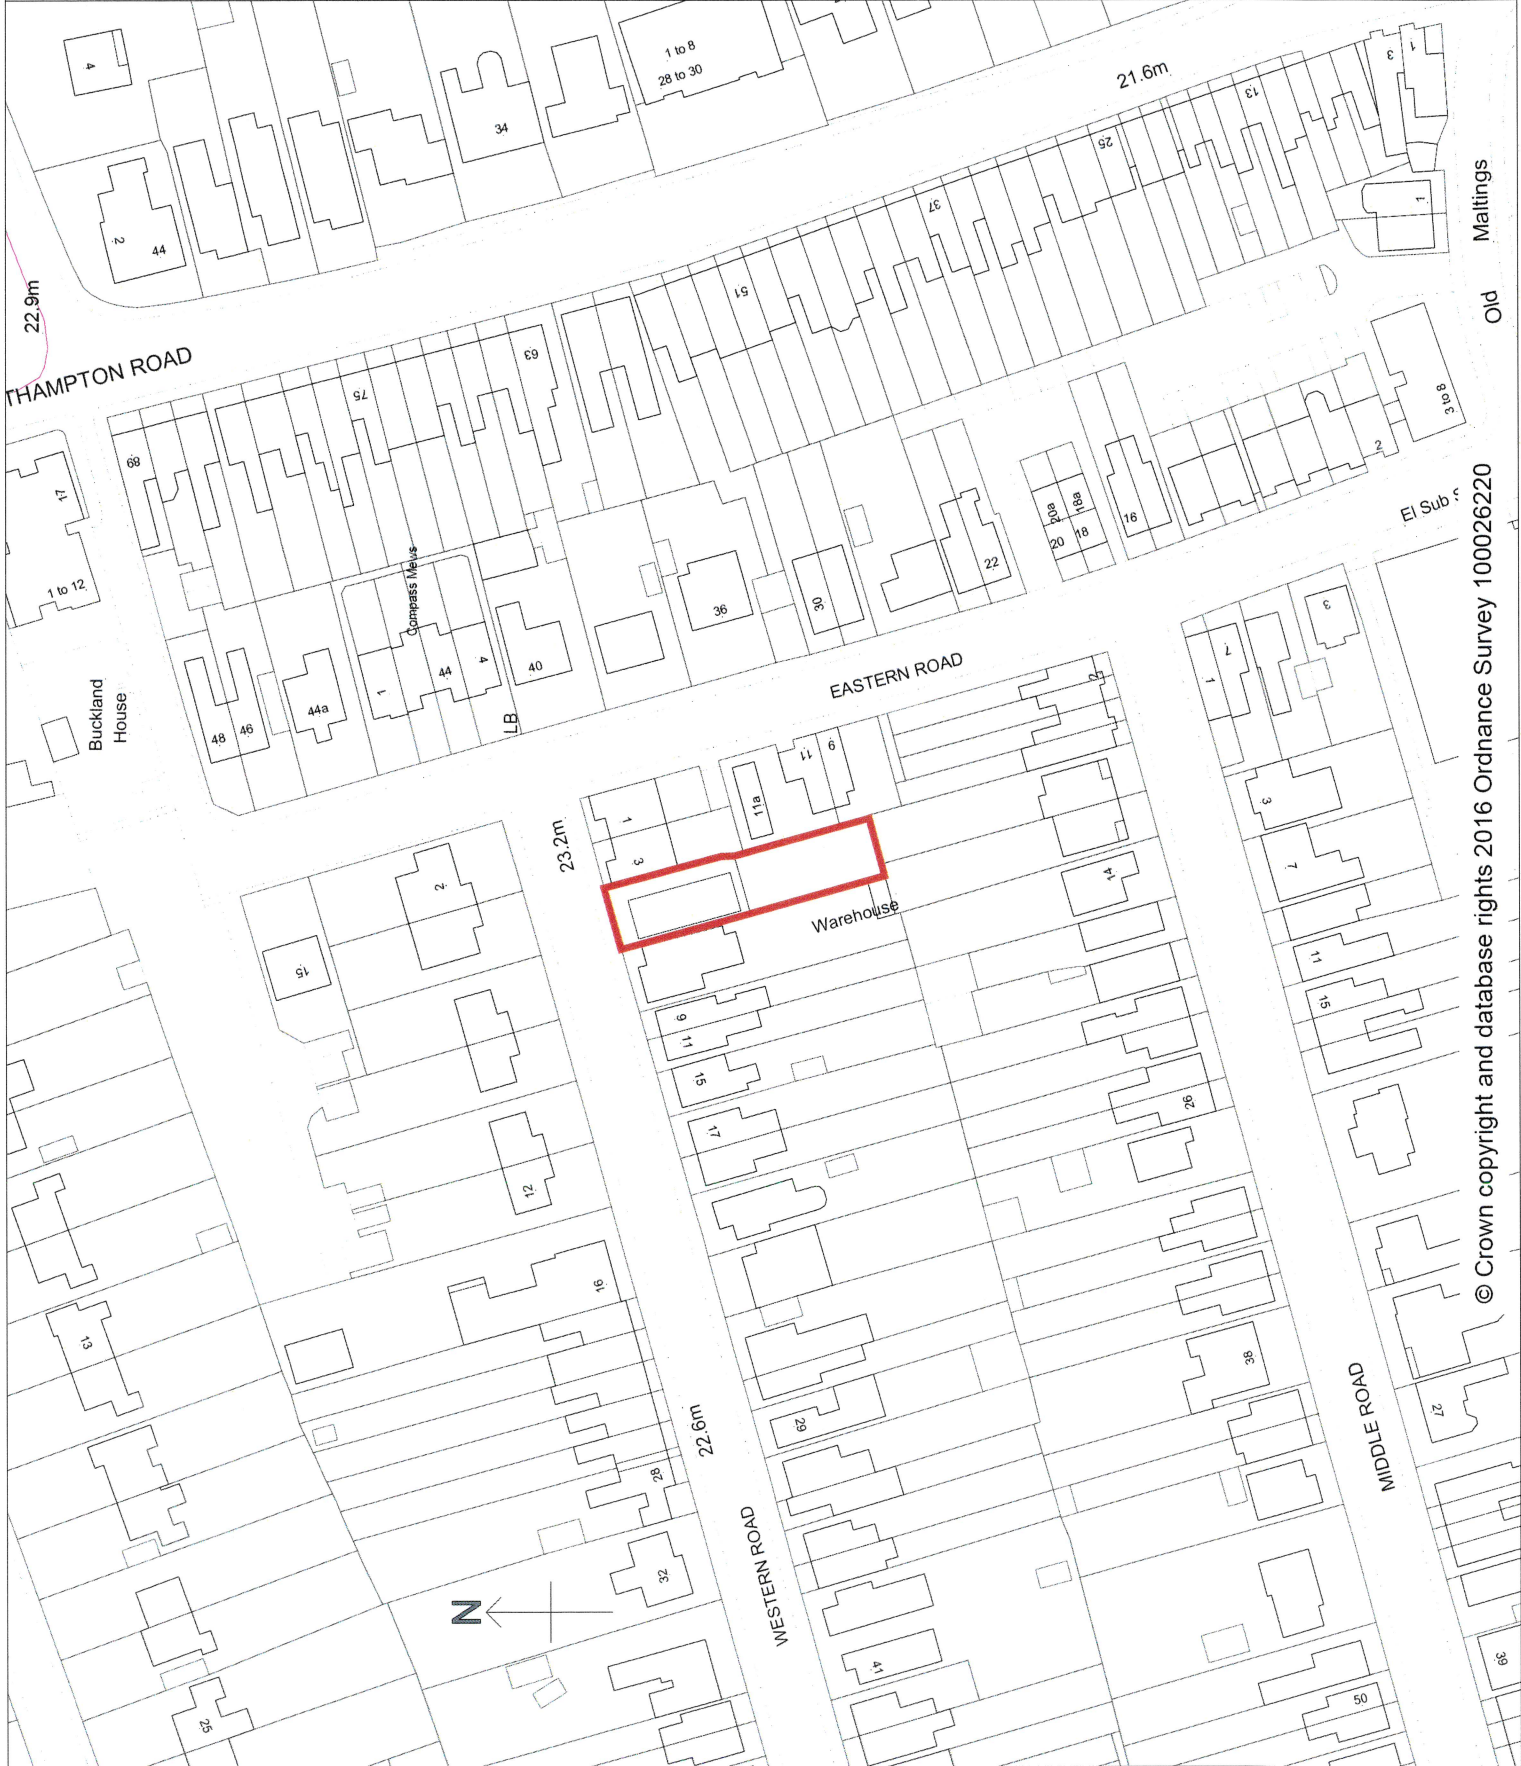 4
1 to 8
28 to 30
34
2
44
22.9m
THAMPTON ROAD
21.6m
1
3
13
25
37
51
63
75
89
1
Maltings
Old
17
1 to 12
Buckland
House
48
46
44a
1
44
4
Compass Mews
40
LB
36
30
22
20a
18a
20
18
16
2
3 to 8
El Sub S
EASTERN ROAD
23.2m
1
3
11a
11
9
2
1
7
3
3
7
14
Warehouse
2
15
9
11
15
17
12
11
15
26
16
13
38
29
28
22.6m
27
MIDDLE ROAD
WESTERN ROAD
32
N
41
25
50
39
© Crown copyright and database rights 2016 Ordnance Survey 100026220